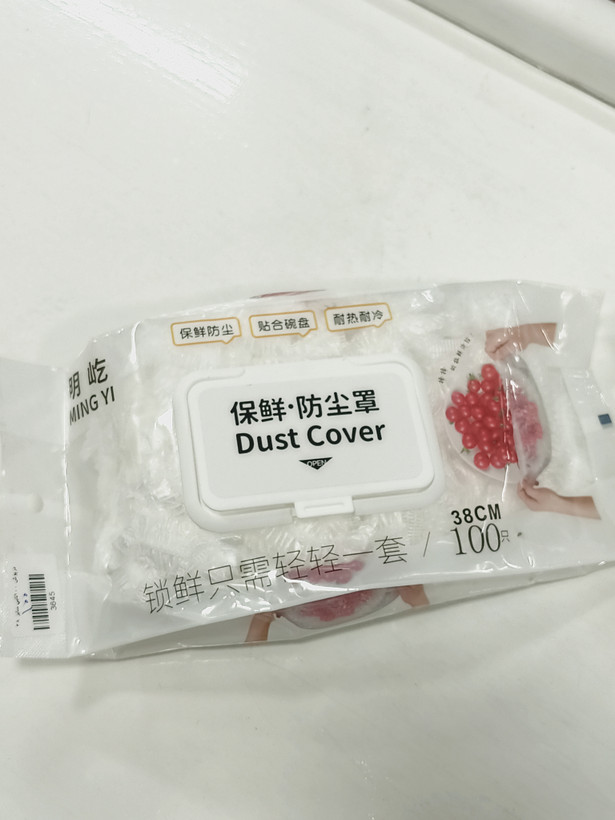 保鲜防尘
贴合碗盘
耐热耐冷
明屹
MING YI
保鲜·防尘罩
Dust Cover
OPEN
38CM
100只
锁鲜只需轻轻一套 /
3645